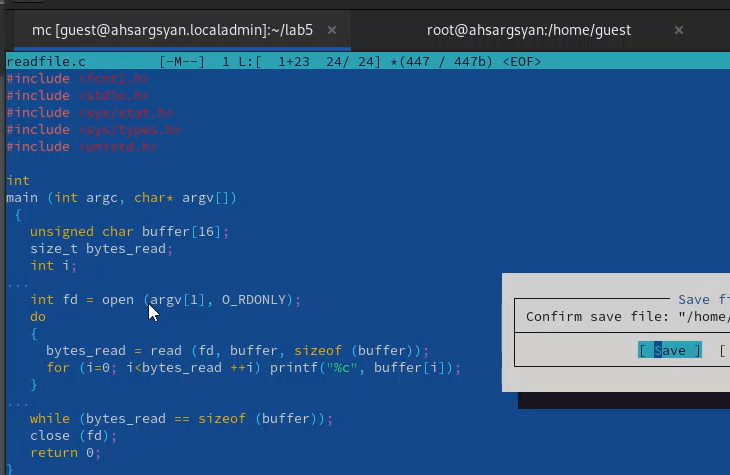 mc [guest@ahsargsyan.localadmin]:~/lab5 × root@ahsargsyan:/home/guest ×
readfile.c [-M--] 1 L:[ 1+23 24/ 24] *(447 / 447b) <EOF>
#include <fcntl.h>
#include <stdio.h>
#include <sys/stat.h>
#include <sys/types.h>
#include <unistd.h>
int
main (int argc, char* argv[])
{
unsigned char buffer[16];
size_t bytes_read;
int i;
...
int fd = open (argv[1], O_RDONLY);
do
{
bytes_read = read (fd, buffer, sizeof (buffer));
for (i=0; i<bytes_read ++i) printf("%c", buffer[i]);
}
...
while (bytes_read == sizeof (buffer));
close (fd);
return 0;
}
Save fi
Confirm save file: "/home/
[ Save ] [